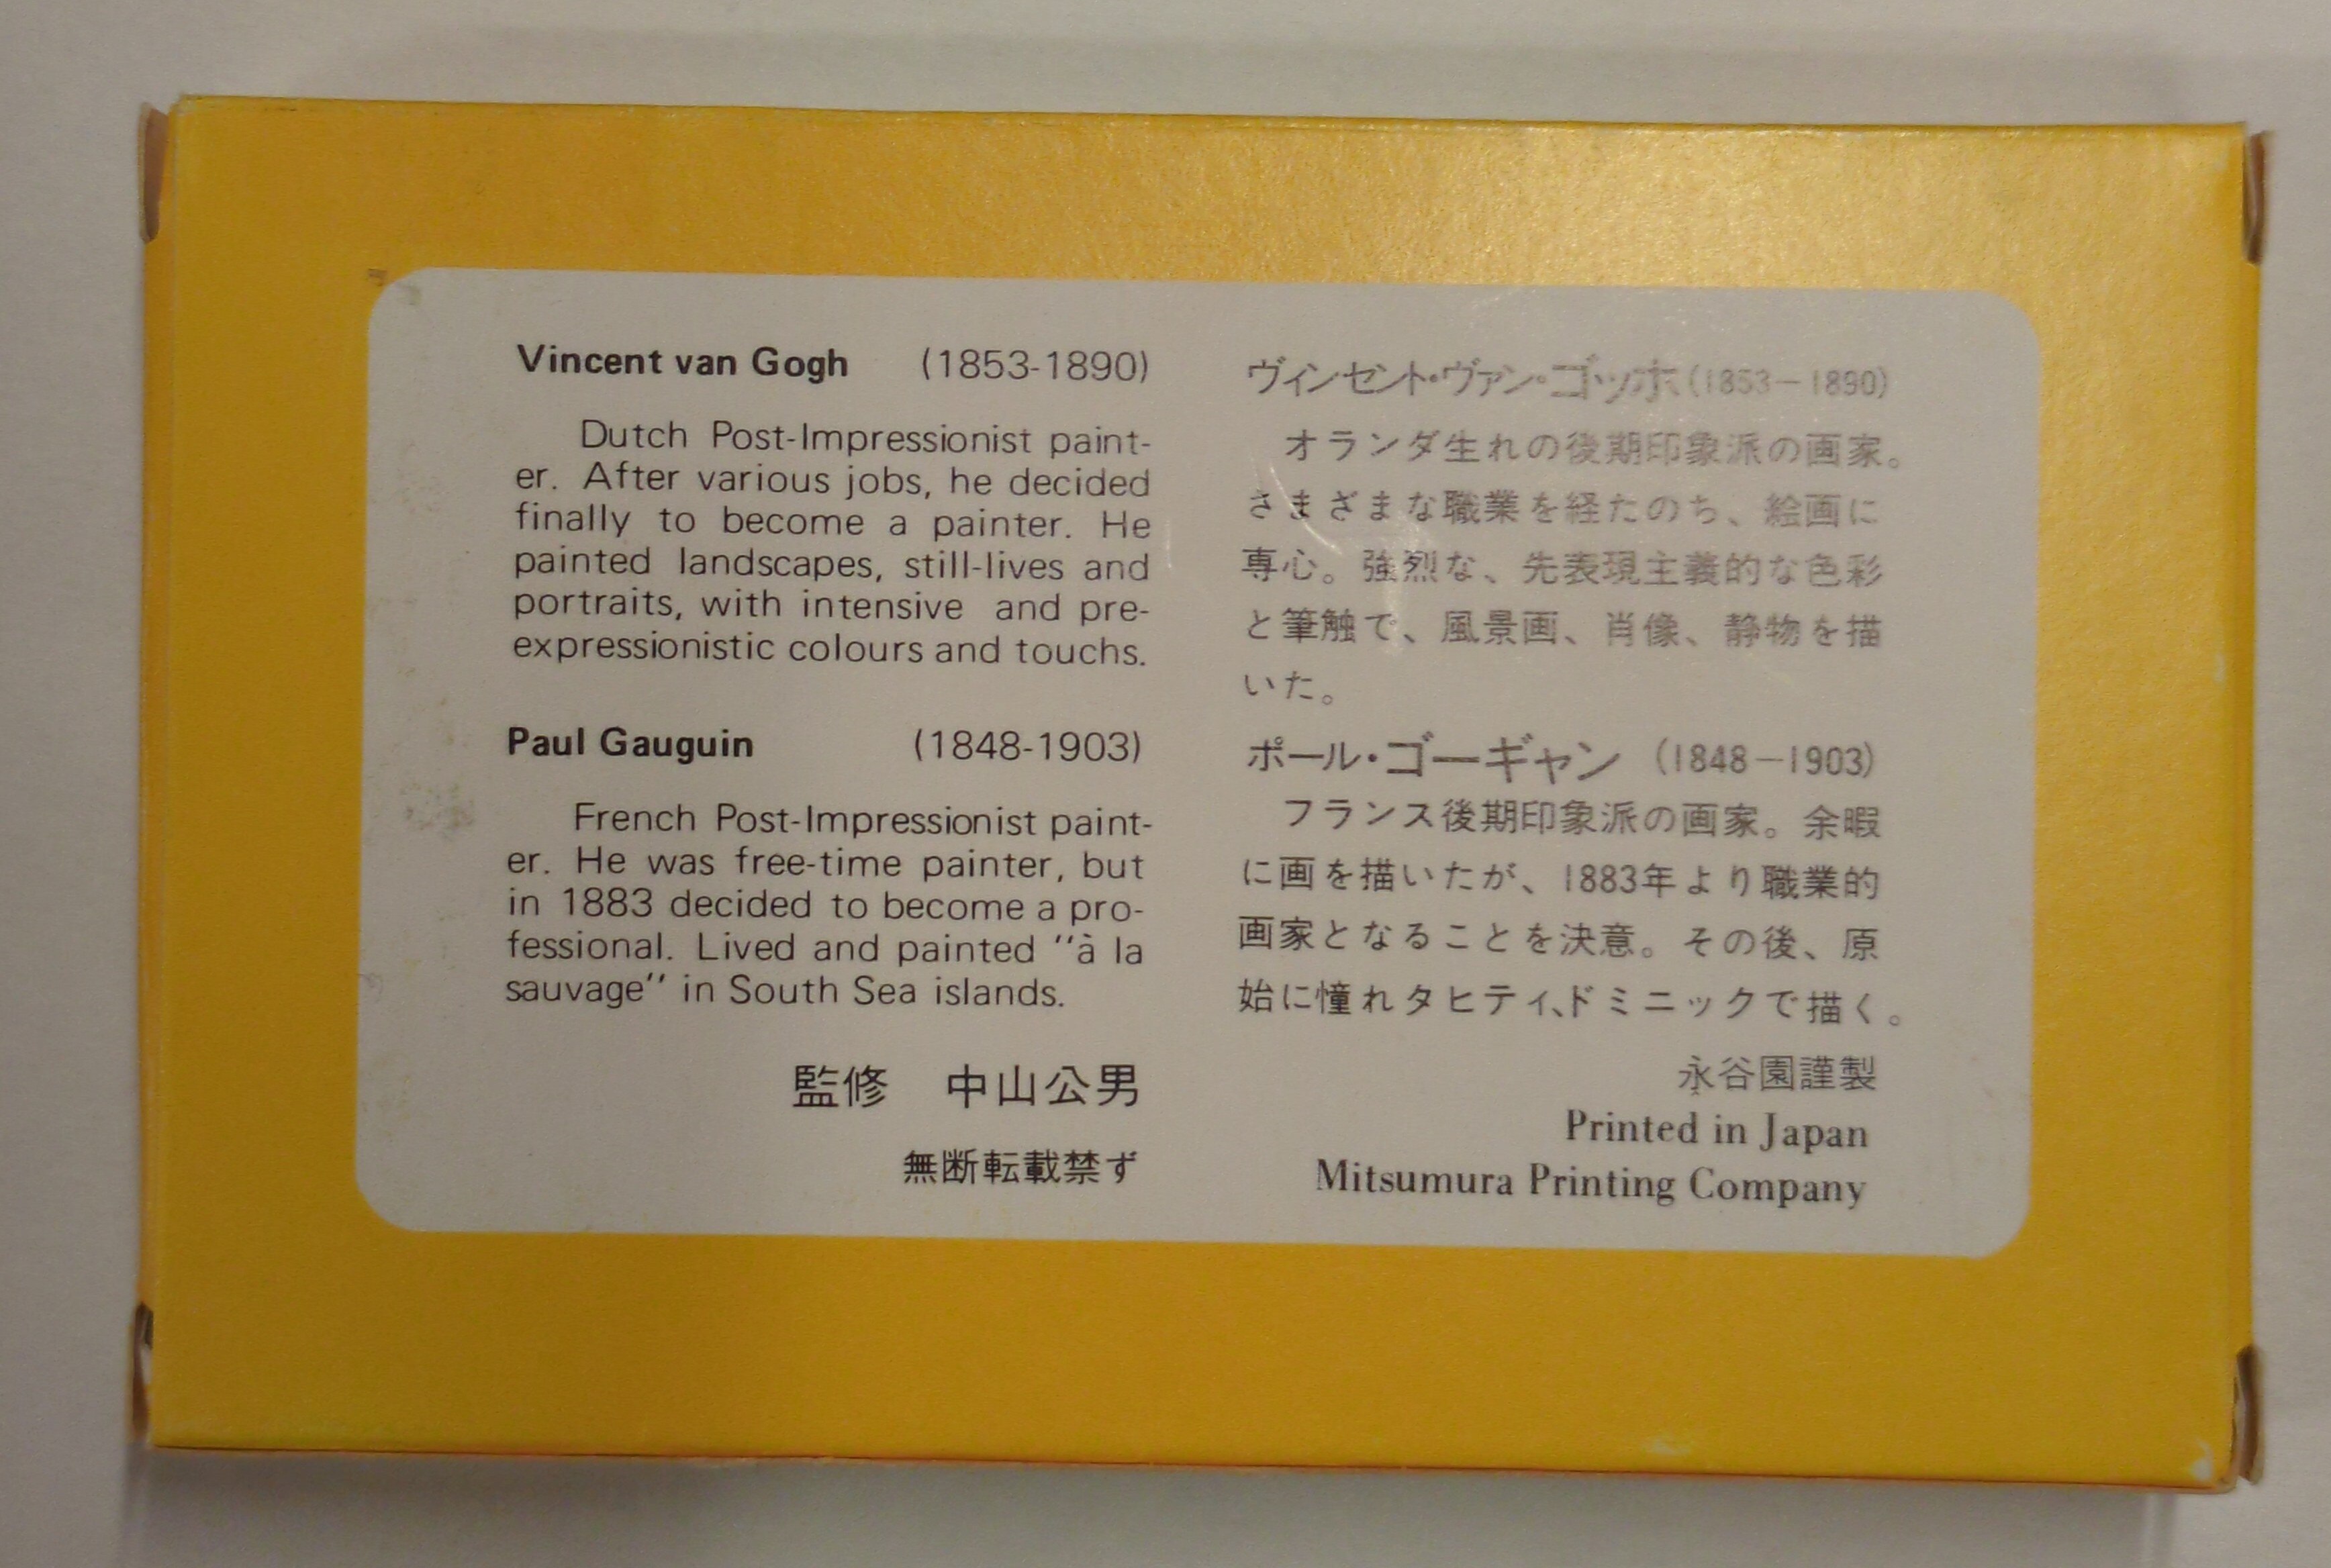 Vincent van Gogh (1853-1890)
Dutch Post-Impressionist paint-
er. After various jobs, he decided
finally to become a painter. He
painted landscapes, still-lives and
portraits, with intensive and pre-
expressionistic colours and touchs.
Paul Gauguin (1848-1903)
French Post-Impressionist paint-
er. He was free-time painter, but
in 1883 decided to become a pro-
fessional. Lived and painted "à la
sauvage" in South Sea islands.
監修 中山公男
無断転載禁ず
ヴィンセント・ヴァン・ゴッホ(1853−1890)
オランダ生れの後期印象派の画家。
さまざまな職業を経たのち、絵画に
専心。強烈な、先表現主義的な色彩
と筆触で、風景画、肖像、静物を描
いた。
ポール・ゴーギャン (1848−1903)
フランス後期印象派の画家。余暇
に画を描いたが、1883年より職業的
画家となることを決意。その後、原
始に憧れタヒティ、ドミニックで描く。
永谷園謹製
Printed in Japan
Mitsumura Printing Company